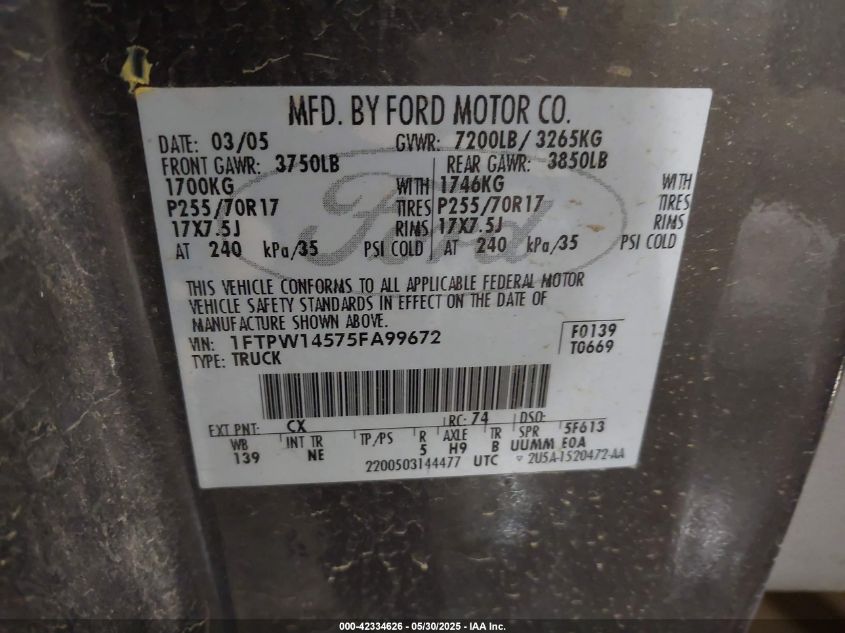 MFD. BY FORD MOTOR CO.
DATE: 03/05 GVWR: 7200LB/ 3265KG
FRONT GAWR: 3750LB REAR GAWR: 3850LB
1700KG WITH 1746KG WITH
P255/70R17 TIRES P255/70R17 TIRES
17X7.5J RIMS 17X7.5J RIMS
AT 240 kPa/35 PSI COLD AT 240 kPa/35 PSI COLD
Ford
THIS VEHICLE CONFORMS TO ALL APPLICABLE FEDERAL MOTOR
VEHICLE SAFETY STANDARDS IN EFFECT ON THE DATE OF
MANUFACTURE SHOWN ABOVE.
VIN: 1FTPW14575FA99672 F0139
TYPE: TRUCK T0669
EXT PNT: CX RC: 74 DSO:
WB INT TR TP/PS R AXLE TR SPR 5F613
139 NE 5 H9 B UUMM EOA
2200503144477 UTC ▽ 2U5A-1520472-AA
000-42334626 - 05/30/2025 - IAA Inc.